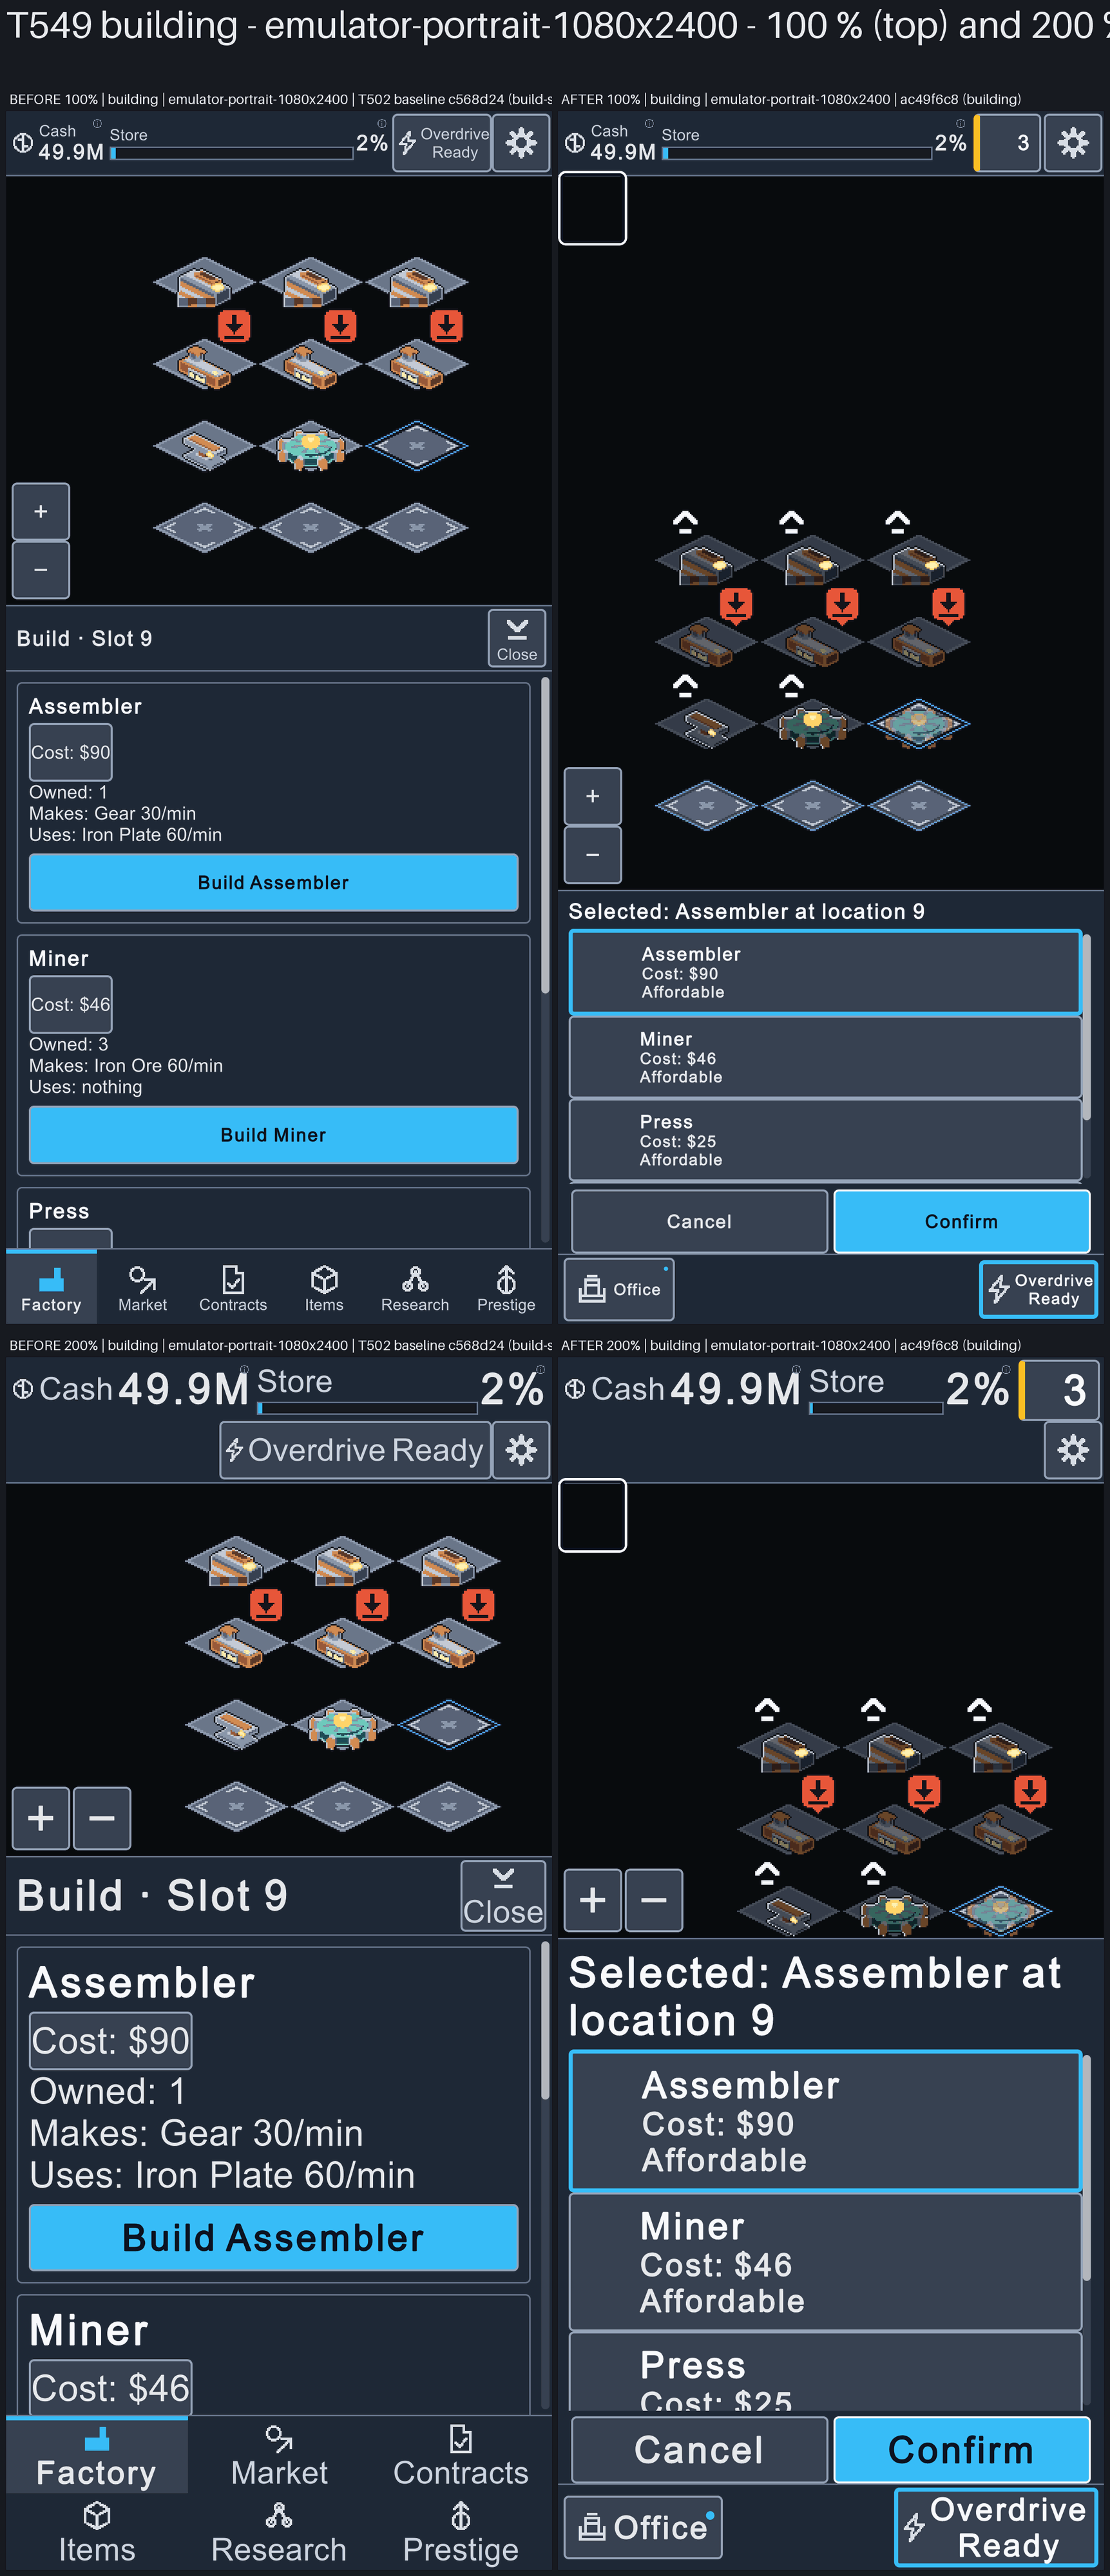 T549 building - emulator-portrait-1080x2400 - 100 % (top) and 200 %
BEFORE 100% | building | emulator-portrait-1080x2400 | T502 baseline c568d24 (build-s
Cash
49.9M
Store
2%
Overdrive
Ready
+
−
Build · Slot 9
Close
Assembler
Cost: $90
Owned: 1
Makes: Gear 30/min
Uses: Iron Plate 60/min
Build Assembler
Miner
Cost: $46
Owned: 3
Makes: Iron Ore 60/min
Uses: nothing
Build Miner
Press
Factory
Market
Contracts
Items
Research
Prestige
AFTER 100% | building | emulator-portrait-1080x2400 | ac49f6c8 (building)
Cash
49.9M
Store
2%
3
+
−
Selected: Assembler at location 9
Assembler
Cost: $90
Affordable
Miner
Cost: $46
Affordable
Press
Cost: $25
Affordable
Cancel
Confirm
Office
Overdrive
Ready
BEFORE 200% | building | emulator-portrait-1080x2400 | T502 baseline c568d24 (build-s
Cash 49.9M
Store
2%
Overdrive Ready
+
−
Build · Slot 9
Close
Assembler
Cost: $90
Owned: 1
Makes: Gear 30/min
Uses: Iron Plate 60/min
Build Assembler
Miner
Cost: $46
Factory
Market
Contracts
Items
Research
Prestige
AFTER 200% | building | emulator-portrait-1080x2400 | ac49f6c8 (building)
Cash 49.9M
Store
2%
3
+
−
Selected: Assembler at
location 9
Assembler
Cost: $90
Affordable
Miner
Cost: $46
Affordable
Press
Cost: $25
Cancel
Confirm
Office
Overdrive
Ready